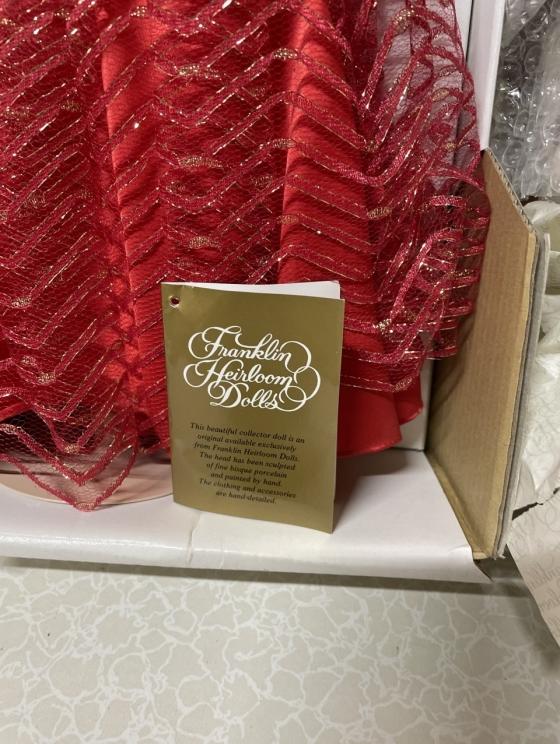 Franklin
Heirloom
Dolls
This beautiful collector doll is an
original available exclusively
from Franklin Heirloom Dolls.
The head has been sculpted
of fine bisque porcelain
and painted by hand.
The clothing and accessories
are hand-detailed.